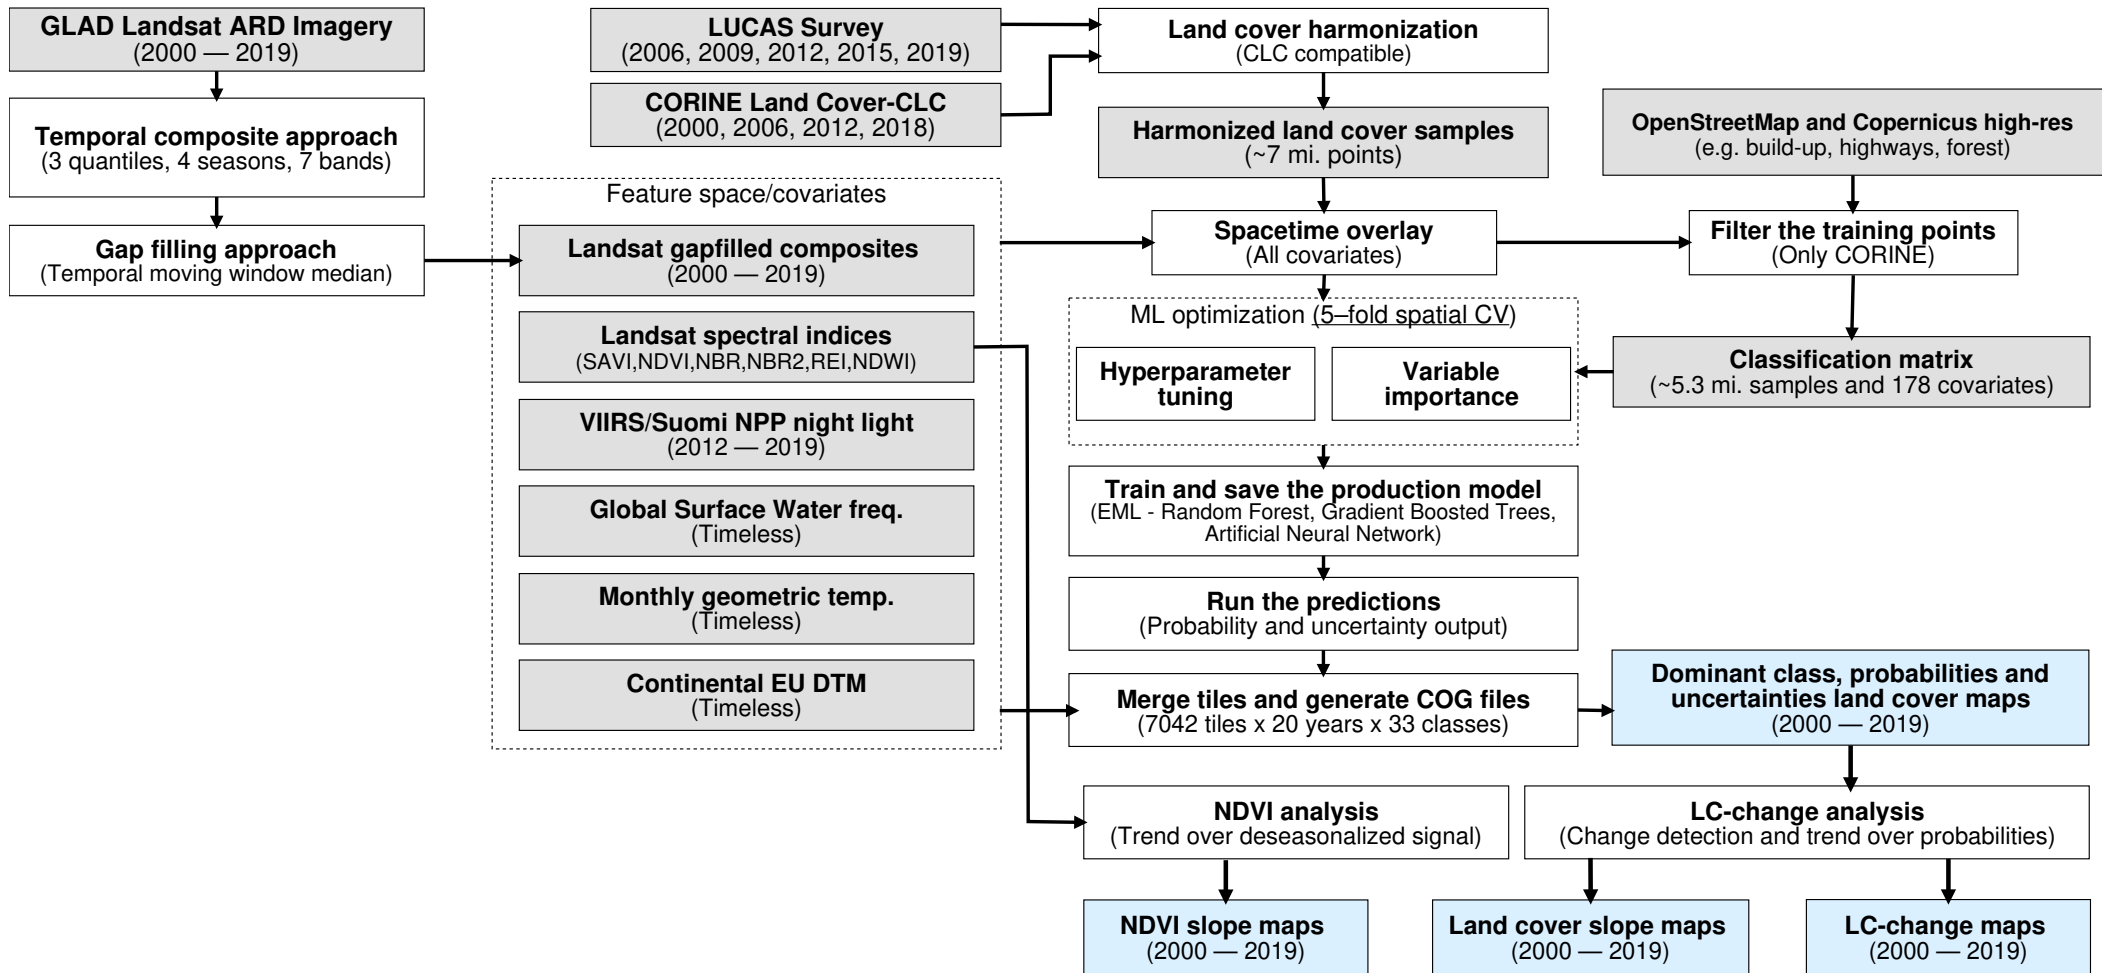 GLAD Landsat ARD Imagery
(2000 — 2019)
Temporal composite approach
(3 quantiles, 4 seasons, 7 bands)
Gap filling approach
(Temporal moving window median)
LUCAS Survey
(2006, 2009, 2012, 2015, 2019)
CORINE Land Cover-CLC
(2000, 2006, 2012, 2018)
Land cover harmonization
(CLC compatible)
Harmonized land cover samples
(~7 mi. points)
OpenStreetMap and Copernicus high-res
(e.g. build-up, highways, forest)
Feature space/covariates
Landsat gapfilled composites
(2000 — 2019)
Landsat spectral indices
(SAVI,NDVI,NBR,NBR2,REI,NDWI)
VIIRS/Suomi NPP night light
(2012 — 2019)
Global Surface Water freq.
(Timeless)
Monthly geometric temp.
(Timeless)
Continental EU DTM
(Timeless)
Spacetime overlay
(All covariates)
Filter the training points
(Only CORINE)
Classification matrix
(~5.3 mi. samples and 178 covariates)
ML optimization (5–fold spatial CV)
Hyperparameter
tuning
Variable
importance
Train and save the production model
(EML - Random Forest, Gradient Boosted Trees,
Artificial Neural Network)
Run the predictions
(Probability and uncertainty output)
Merge tiles and generate COG files
(7042 tiles x 20 years x 33 classes)
Dominant class, probabilities and
uncertainties land cover maps
(2000 — 2019)
NDVI analysis
(Trend over deseasonalized signal)
LC-change analysis
(Change detection and trend over probabilities)
NDVI slope maps
(2000 — 2019)
Land cover slope maps
(2000 — 2019)
LC-change maps
(2000 — 2019)